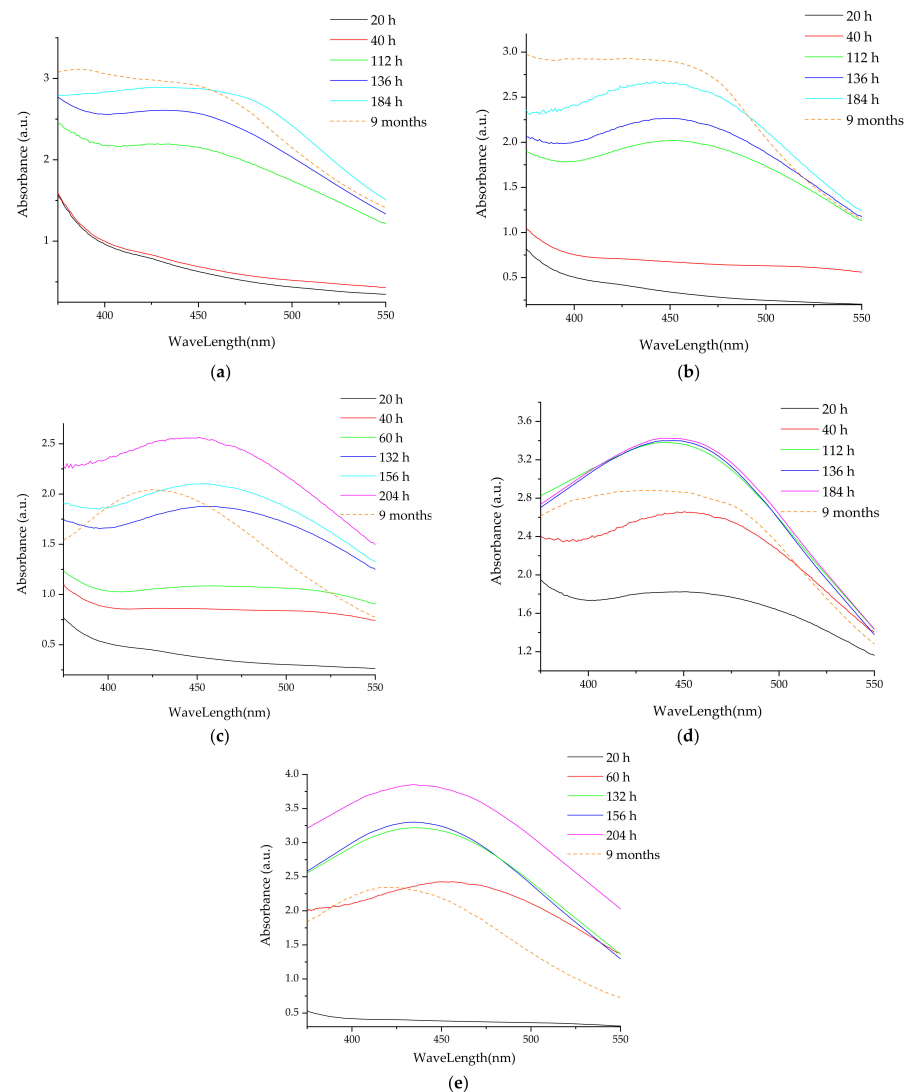 20 h
40 h
112 h
136 h
184 h
9 months
3
2
1
Absorbance (a.u.)
400
450
500
550
WaveLength(nm)
(a)
20 h
40 h
112 h
136 h
184 h
9 months
3.0
2.5
2.0
1.5
1.0
0.5
Absorbance (a.u.)
400
450
500
550
WaveLength(nm)
(b)
20 h
40 h
60 h
132 h
156 h
204 h
9 months
2.5
2.0
1.5
1.0
0.5
Absorbance (a.u.)
400
450
500
550
WaveLength(nm)
(c)
20 h
40 h
112 h
136 h
184 h
9 months
3.6
3.2
2.8
2.4
2.0
1.6
1.2
Absorbance (a.u.)
400
450
500
550
WaveLength(nm)
(d)
20 h
60 h
132 h
156 h
204 h
9 months
4.0
3.5
3.0
2.5
2.0
1.5
1.0
0.5
Absorbance (a.u.)
400
450
500
550
WaveLength(nm)
(e)